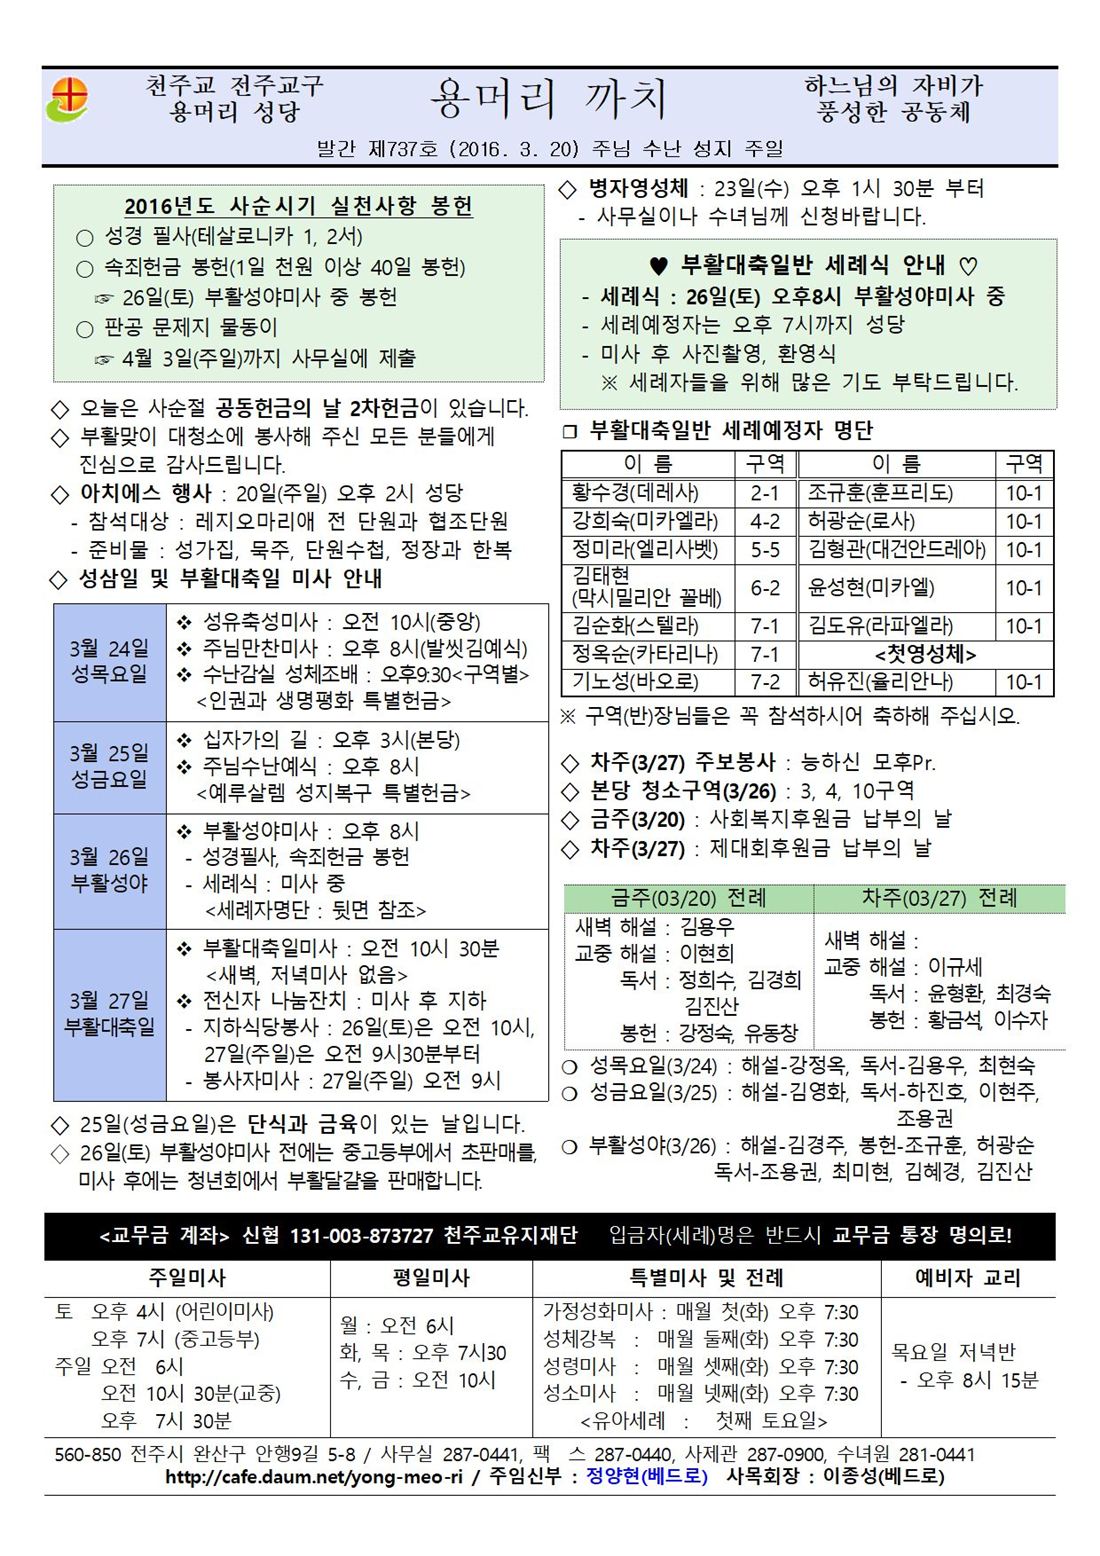 천주교 전주교구
용머리 성당
용머리 까치
하느님의 자비가
풍성한 공동체
발간 제737호 (2016. 3. 20) 주님 수난 성지 주일
2016년도 사순시기 실천사항 봉헌
○ 성경 필사(테살로니카 1, 2서)
○ 속죄헌금 봉헌(1일 천원 이상 40일 봉헌)
☞ 26일(토) 부활성야미사 중 봉헌
○ 판공 문제지 물동이
☞ 4월 3일(주일)까지 사무실에 제출
◇ 오늘은 사순절 공동헌금의 날 2차헌금이 있습니다.
◇ 부활맞이 대청소에 봉사해 주신 모든 분들에게
진심으로 감사드립니다.
◇ 아치에스 행사 : 20일(주일) 오후 2시 성당
- 참석대상 : 레지오마리애 전 단원과 협조단원
- 준비물 : 성가집, 묵주, 단원수첩, 정장과 한복
◇ 성삼일 및 부활대축일 미사 안내
3월 24일
성목요일
❖ 성유축성미사 : 오전 10시(중앙)
❖ 주님만찬미사 : 오후 8시(발씻김예식)
❖ 수난감실 성체조배 : 오후9:30<구역별>
<인권과 생명평화 특별헌금>
3월 25일
성금요일
❖ 십자가의 길 : 오후 3시(본당)
❖ 주님수난예식 : 오후 8시
<예루살렘 성지복구 특별헌금>
3월 26일
부활성야
❖ 부활성야미사 : 오후 8시
- 성경필사, 속죄헌금 봉헌
- 세례식 : 미사 중
<세례자명단 : 뒷면 참조>
3월 27일
부활대축일
❖ 부활대축일미사 : 오전 10시 30분
<새벽, 저녁미사 없음>
❖ 전신자 나눔잔치 : 미사 후 지하
- 지하식당봉사 : 26일(토)은 오전 10시,
27일(주일)은 오전 9시30분부터
- 봉사자미사 : 27일(주일) 오전 9시
◇ 25일(성금요일)은 단식과 금육이 있는 날입니다.
◇ 26일(토) 부활성야미사 전에는 중고등부에서 초판매를,
미사 후에는 청년회에서 부활달걀을 판매합니다.
◇ 병자영성체 : 23일(수) 오후 1시 30분 부터
- 사무실이나 수녀님께 신청바랍니다.
♥ 부활대축일반 세례식 안내 ♡
- 세례식 : 26일(토) 오후8시 부활성야미사 중
- 세례예정자는 오후 7시까지 성당
- 미사 후 사진촬영, 환영식
※ 세례자들을 위해 많은 기도 부탁드립니다.
❒ 부활대축일반 세례예정자 명단
이 름 구역 이 름 구역
황수경(데레사) 2-1 조규훈(훈프리도) 10-1
강희숙(미카엘라) 4-2 허광순(로사) 10-1
정미라(엘리사벳) 5-5 김형관(대건안드레아) 10-1
김태현
(막시밀리안 꼴베) 6-2 윤성현(미카엘) 10-1
김순화(스텔라) 7-1 김도유(라파엘라) 10-1
정옥순(카타리나) 7-1 <첫영성체>
기노성(바오로) 7-2 허유진(율리안나) 10-1
※ 구역(반)장님들은 꼭 참석하시어 축하해 주십시오.
◇ 차주(3/27) 주보봉사 : 능하신 모후Pr.
◇ 본당 청소구역(3/26) : 3, 4, 10구역
◇ 금주(3/20) : 사회복지후원금 납부의 날
◇ 차주(3/27) : 제대회후원금 납부의 날
금주(03/20) 전례
새벽 해설 : 김용우
교중 해설 : 이현희
독서 : 정희수, 김경희
김진산
봉헌 : 강정숙, 유동창
차주(03/27) 전례
새벽 해설 :
교중 해설 : 이규세
독서 : 윤형환, 최경숙
봉헌 : 황금석, 이수자
❍ 성목요일(3/24) : 해설-강정옥, 독서-김용우, 최현숙
❍ 성금요일(3/25) : 해설-김영화, 독서-하진호, 이현주,
조용권
❍ 부활성야(3/26) : 해설-김경주, 봉헌-조규훈, 허광순
독서-조용권, 최미현, 김혜경, 김진산
<교무금 계좌> 신협 131-003-873727 천주교유지재단 입금자(세례)명은 반드시 교무금 통장 명의로!
주일미사 평일미사 특별미사 및 전례 예비자 교리
토 오후 4시 (어린이미사)
오후 7시 (중고등부)
주일 오전 6시
오전 10시 30분(교중)
오후 7시 30분
월 : 오전 6시
화, 목 : 오후 7시30
수, 금 : 오전 10시
가정성화미사 : 매월 첫(화) 오후 7:30
성체강복 : 매월 둘째(화) 오후 7:30
성령미사 : 매월 셋째(화) 오후 7:30
성소미사 : 매월 넷째(화) 오후 7:30
<유아세례 : 첫째 토요일>
목요일 저녁반
- 오후 8시 15분
560-850 전주시 완산구 안행9길 5-8 / 사무실 287-0441, 팩 스 287-0440, 사제관 287-0900, 수녀원 281-0441
http://cafe.daum.net/yong-meo-ri / 주임신부 : 정양현(베드로) 사목회장 : 이종성(베드로)